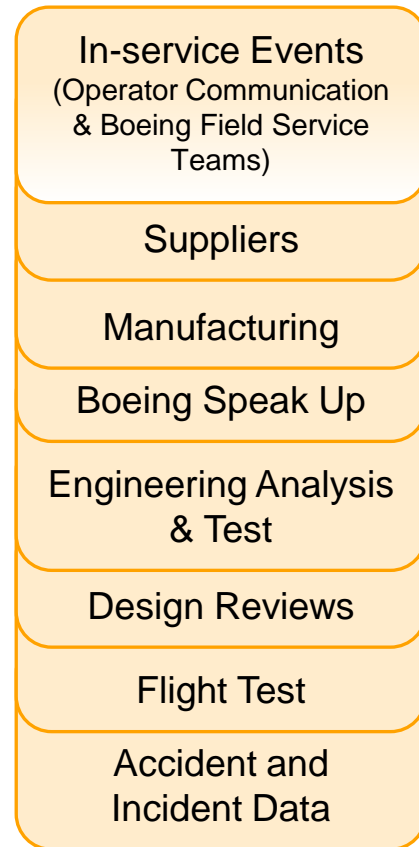 In-service Events
(Operator Communication
& Boeing Field Service
Teams)
Suppliers
Manufacturing
Boeing Speak Up
Engineering Analysis
& Test
Design Reviews
Flight Test
Accident and
Incident Data